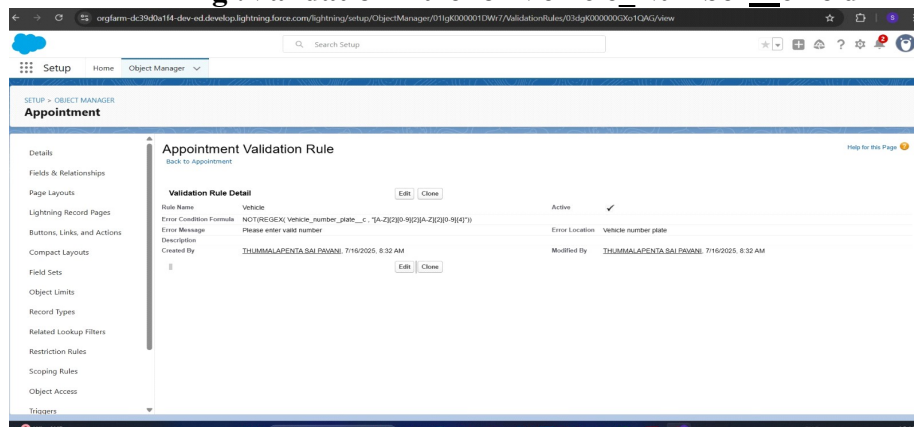 orgfarm-dc39d0a1f4-dev-ed.develop.lightning.force.com/lightning/setup/ObjectManager/01IgK000001DWr7/ValidationRules/03dgK000000GXo1QAG/view
S
Search Setup
2
Setup Home Object Manager
SETUP > OBJECT MANAGER
Appointment
Details
Fields & Relationships
Page Layouts
Lightning Record Pages
Buttons, Links, and Actions
Compact Layouts
Field Sets
Object Limits
Record Types
Related Lookup Filters
Restriction Rules
Scoping Rules
Object Access
Triggers
Appointment Validation Rule
Help for this Page
Back to Appointment
Validation Rule Detail Edit Clone
Rule Name Vehicle Active ✓
Error Condition Formula NOT(REGEX( Vehicle_number_plate__c , "[A-Z]{2}[0-9]{2}[A-Z]{2}[0-9]{4}"))
Error Message Please enter valid number Error Location Vehicle number plate
Description
Created By THUMMALAPENTA SAI PAVANI, 7/16/2025, 8:32 AM Modified By THUMMALAPENTA SAI PAVANI, 7/16/2025, 8:32 AM
Edit Clone